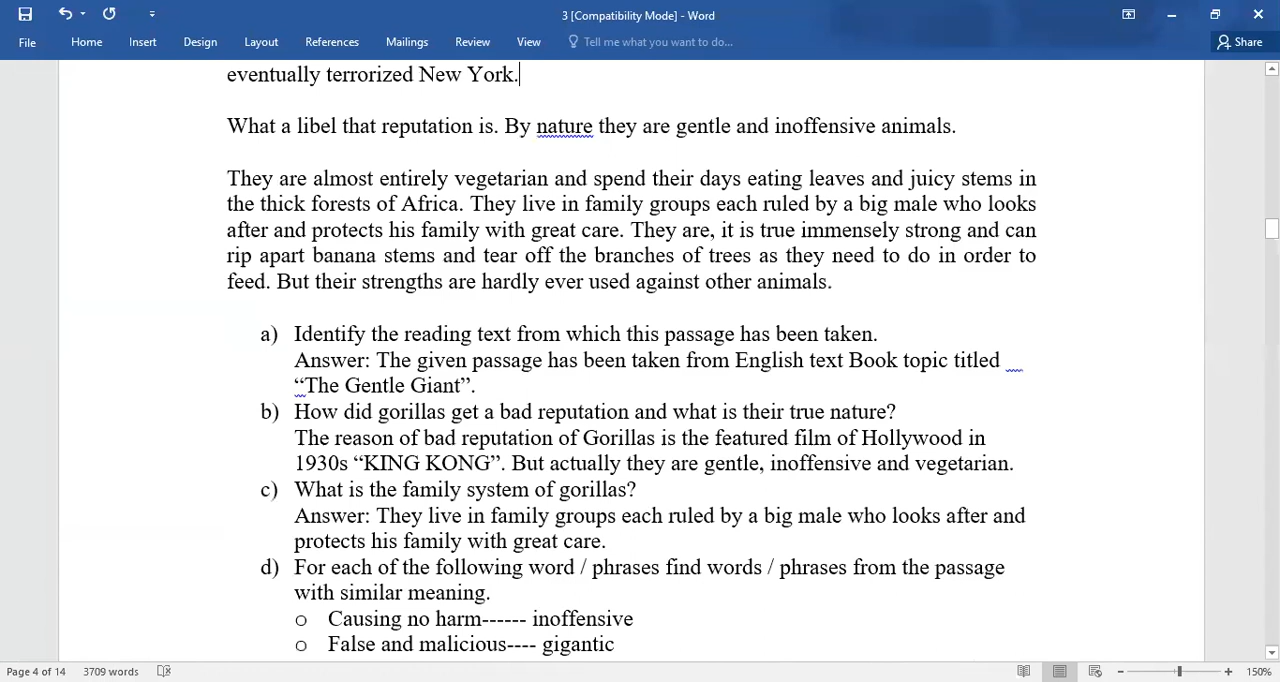 3 [Compatibility Mode] - Word
File Home Insert Design Layout References Mailings Review View Tell me what you want to do... Share
eventually terrorized New York.
What a libel that reputation is. By nature they are gentle and inoffensive animals.
They are almost entirely vegetarian and spend their days eating leaves and juicy stems in
the thick forests of Africa. They live in family groups each ruled by a big male who looks
after and protects his family with great care. They are, it is true immensely strong and can
rip apart banana stems and tear off the branches of trees as they need to do in order to
feed. But their strengths are hardly ever used against other animals.
a) Identify the reading text from which this passage has been taken.
Answer: The given passage has been taken from English text Book topic titled
“The Gentle Giant”.
b) How did gorillas get a bad reputation and what is their true nature?
The reason of bad reputation of Gorillas is the featured film of Hollywood in
1930s “KING KONG”. But actually they are gentle, inoffensive and vegetarian.
c) What is the family system of gorillas?
Answer: They live in family groups each ruled by a big male who looks after and
protects his family with great care.
d) For each of the following word / phrases find words / phrases from the passage
with similar meaning.
o Causing no harm------ inoffensive
o False and malicious---- gigantic
Page 4 of 14 3709 words 150%